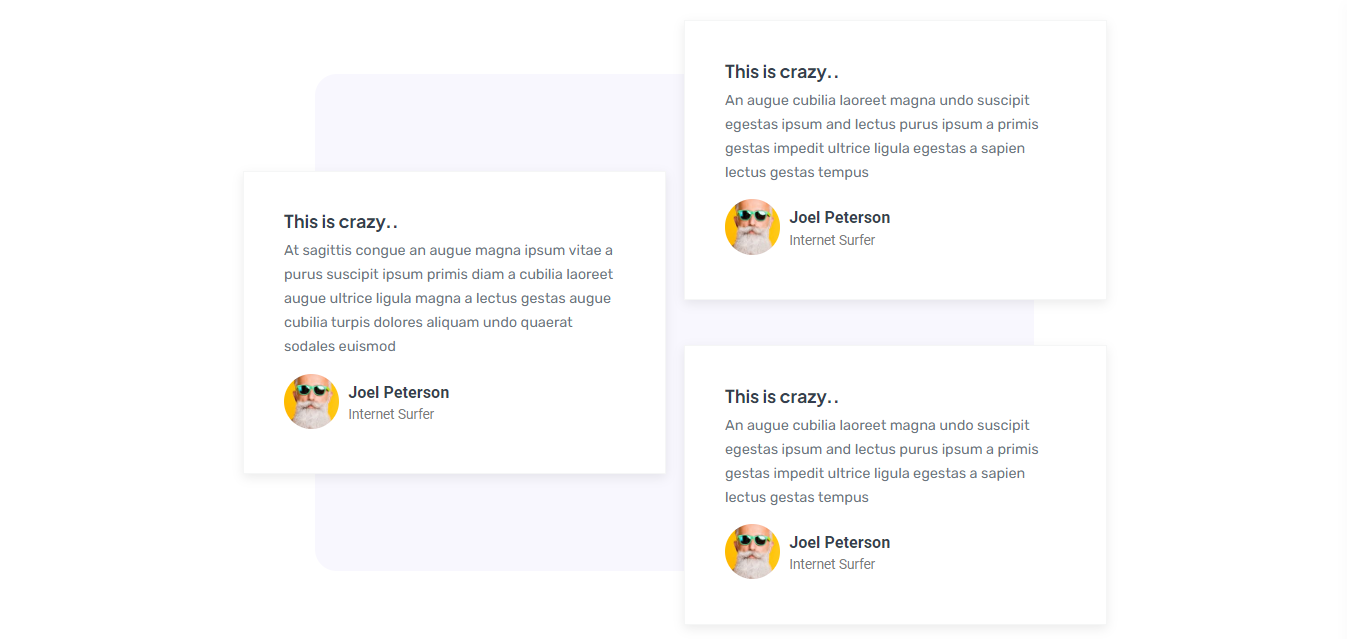 This is crazy..
At sagittis congue an augue magna ipsum vitae a
purus suscipit ipsum primis diam a cubilia laoreet
augue ultrice ligula magna a lectus gestas augue
cubilia turpis dolores aliquam undo quaerat
sodales euismod
Joel Peterson
Internet Surfer
This is crazy..
An augue cubilia laoreet magna undo suscipit
egestas ipsum and lectus purus ipsum a primis
gestas impedit ultrice ligula egestas a sapien
lectus gestas tempus
Joel Peterson
Internet Surfer
This is crazy..
An augue cubilia laoreet magna undo suscipit
egestas ipsum and lectus purus ipsum a primis
gestas impedit ultrice ligula egestas a sapien
lectus gestas tempus
Joel Peterson
Internet Surfer